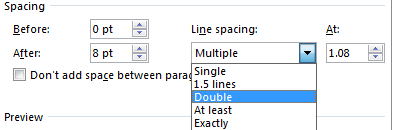 Spacing
Before: 0 pt Line spacing: At:
After: 8 pt Multiple 1.08
Don't add space between parag
Single
1.5 lines
Double
At least
Exactly
Preview